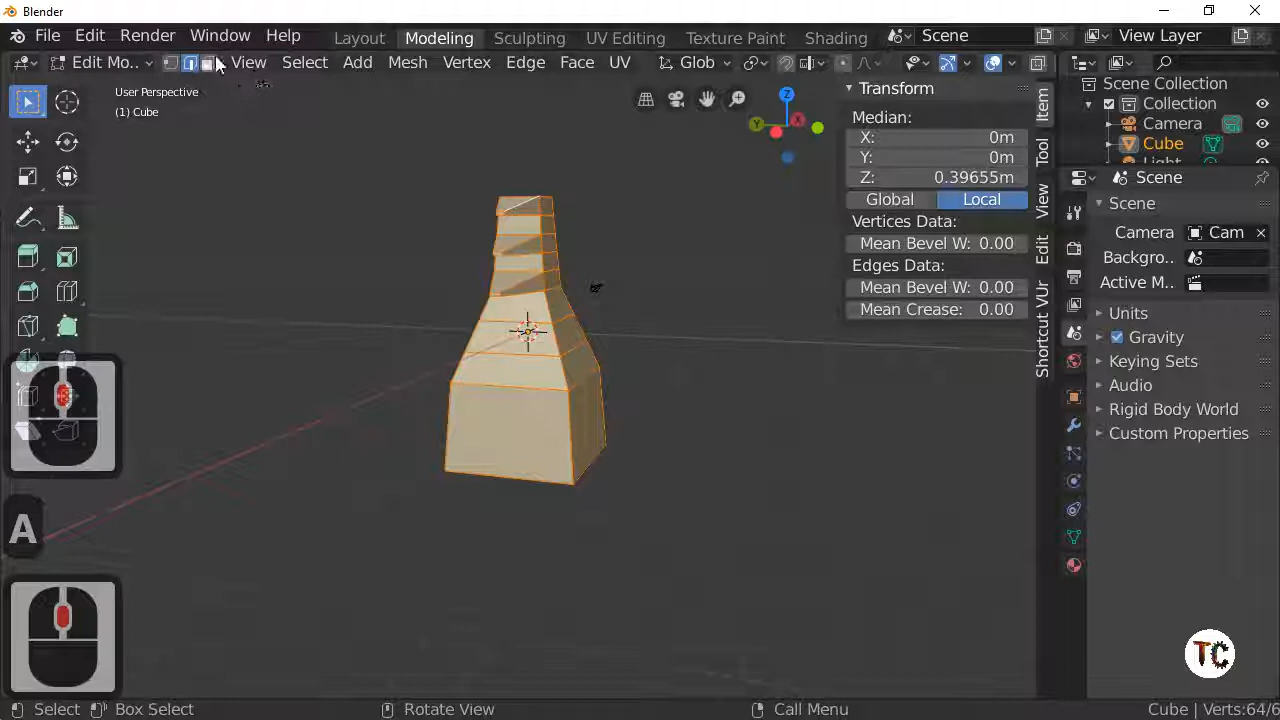 Blender
File Edit Render Window Help Layout Modeling Sculpting UV Editing Texture Paint Shading Scene View Layer
Edit Mo.. View Select Add Mesh Vertex Edge Face UV Glob
User Perspective
(1) Cube
Z
Y
X
Transform
Median:
X: 0m
Y: 0m
Z: 0.39655m
Global Local
Vertices Data:
Mean Bevel W: 0.00
Edges Data:
Mean Bevel W: 0.00
Mean Crease: 0.00
Item
Tool
View
Edit
Shortcut VUr
Scene Collection
Collection
Camera
Cube
Light
Scene
Scene
Camera Cam
Backgro..
Active M..
Units
Gravity
Keying Sets
Audio
Rigid Body World
Custom Properties
A
TC
Select Box Select Rotate View Call Menu Cube | Verts:64/6